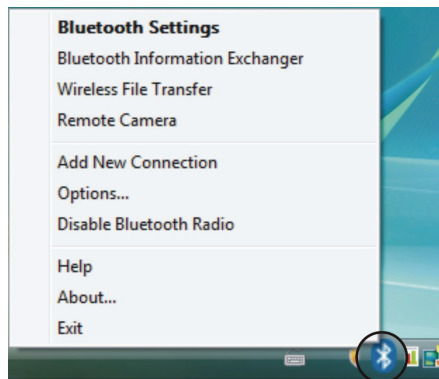 Bluetooth Settings
Bluetooth Information Exchanger
Wireless File Transfer
Remote Camera
Add New Connection
Options...
Disable Bluetooth Radio
Help
About...
Exit